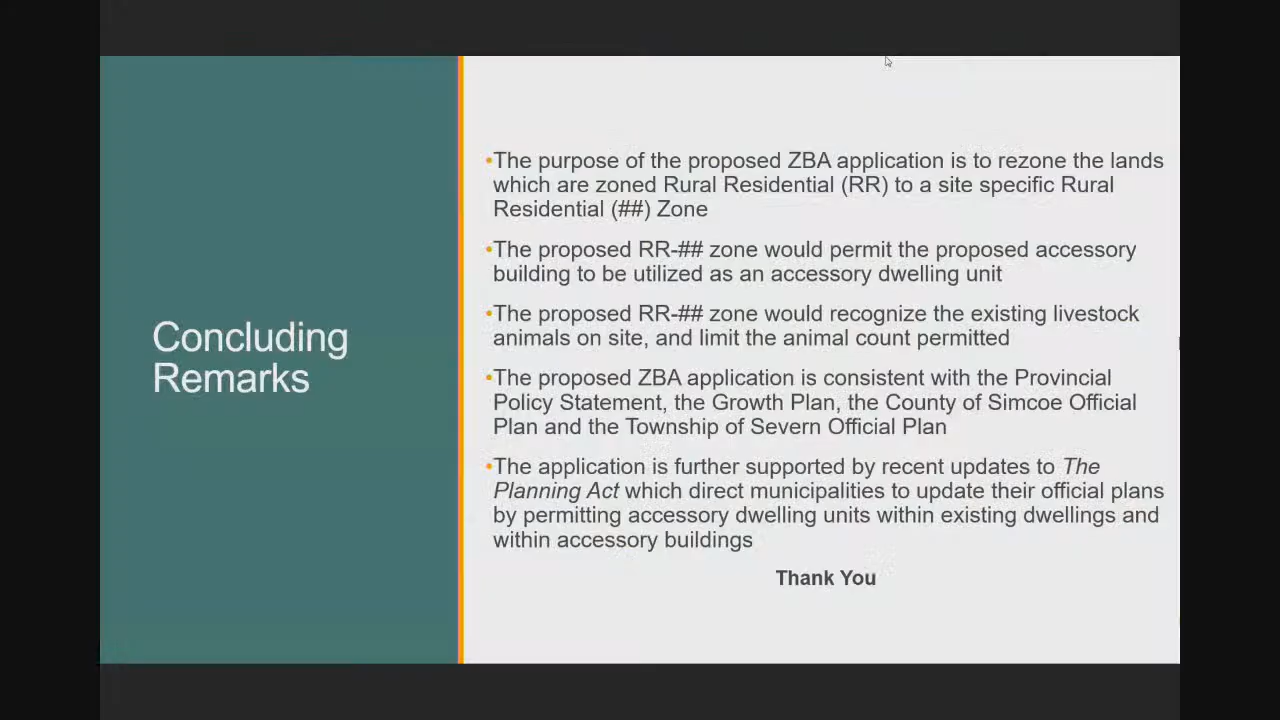 Concluding
Remarks
•The purpose of the proposed ZBA application is to rezone the lands
which are zoned Rural Residential (RR) to a site specific Rural
Residential (##) Zone
•The proposed RR-## zone would permit the proposed accessory
building to be utilized as an accessory dwelling unit
•The proposed RR-## zone would recognize the existing livestock
animals on site, and limit the animal count permitted
•The proposed ZBA application is consistent with the Provincial
Policy Statement, the Growth Plan, the County of Simcoe Official
Plan and the Township of Severn Official Plan
•The application is further supported by recent updates to The
Planning Act which direct municipalities to update their official plans
by permitting accessory dwelling units within existing dwellings and
within accessory buildings
Thank You